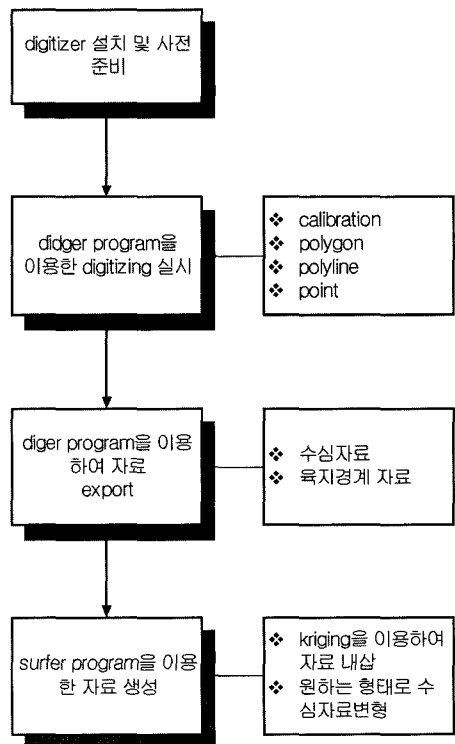 digitizer 설치 및 사전
준비
didger program을
이용한 digitizing 실시
❖ calibration
❖ polygon
❖ polyline
❖ point
diger program을 이용
하여 자료
export
❖ 수심자료
❖ 육지경계 자료
surfer program을 이용
한 자료 생성
❖ kriging을 이용하여
자료 내삽
❖ 원하는 형태로 수
심자료변형